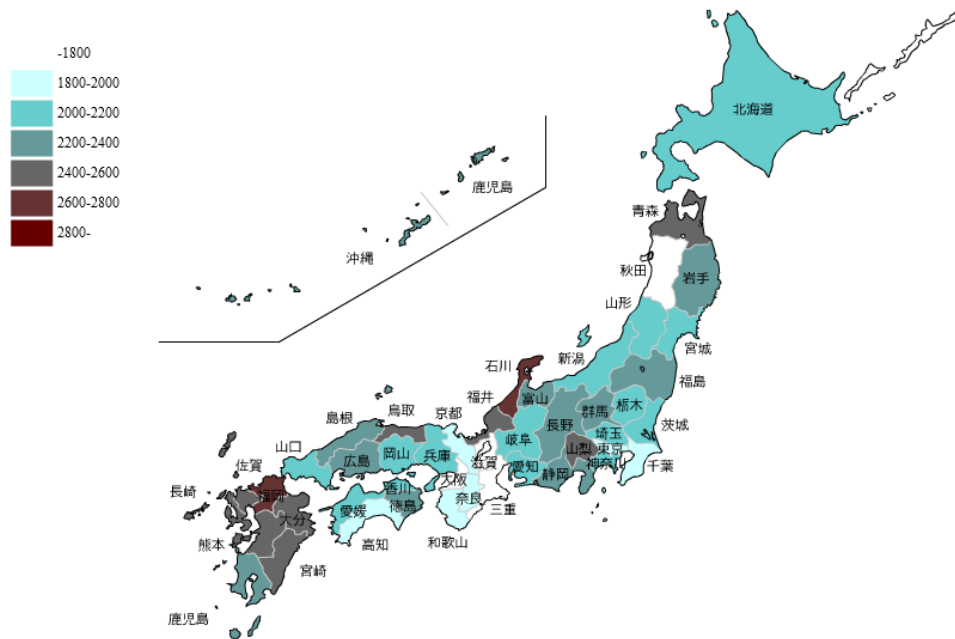 -1800
1800-2000
2000-2200
2200-2400
2400-2600
2600-2800
2800-
北海道
鹿児島
沖縄
青森
秋田
岩手
山形
宮城
新潟
福島
石川
富山
群馬
栃木
茨城
福井
長野
埼玉
岐阜
山梨
東京
千葉
愛知
静岡
神奈川
鳥取
京都
島根
山口
広島
岡山
兵庫
滋賀
大阪
奈良
三重
和歌山
佐賀
福岡
香川
愛媛
徳島
高知
長崎
大分
熊本
宮崎
鹿児島